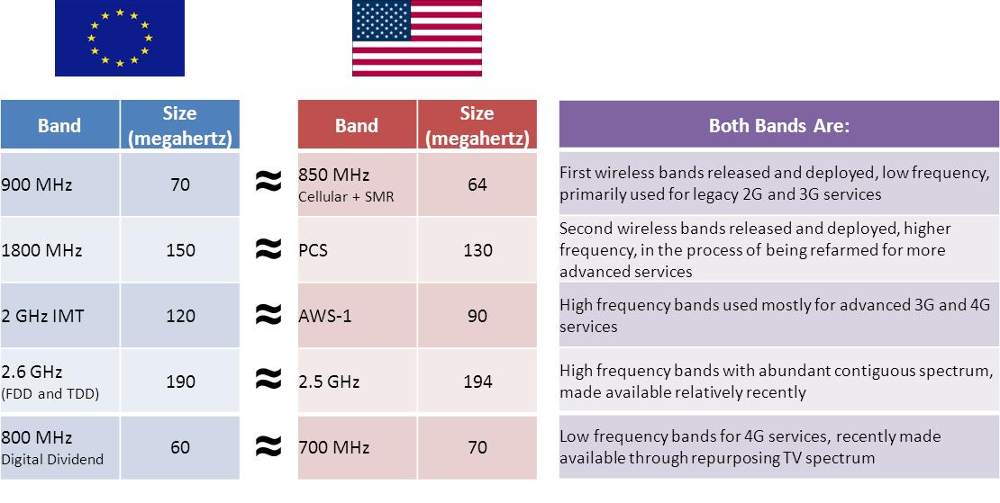 Band
Size
(megahertz)
Band
Size
(megahertz)
Both Bands Are:
900 MHz
70
≈
850 MHz
Cellular + SMR
64
First wireless bands released and deployed, low frequency,
primarily used for legacy 2G and 3G services
1800 MHz
150
≈
PCS
130
Second wireless bands released and deployed, higher
frequency, in the process of being refarmed for more
advanced services
2 GHz IMT
120
≈
AWS-1
90
High frequency bands used mostly for advanced 3G and 4G
services
2.6 GHz
(FDD and TDD)
190
≈
2.5 GHz
194
High frequency bands with abundant contiguous spectrum,
made available relatively recently
800 MHz
Digital Dividend
60
≈
700 MHz
70
Low frequency bands for 4G services, recently made
available through repurposing TV spectrum